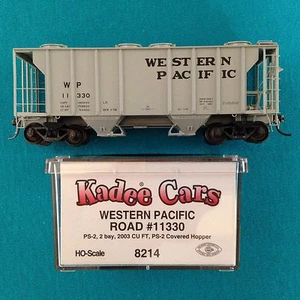 WESTERN
PACIFIC
WP
11330
Kadee Cars
WESTERN PACIFIC
ROAD #11330
PS-2, 2 bay, 2003 CU FT, PS-2 Covered Hopper
HO-Scale 8214